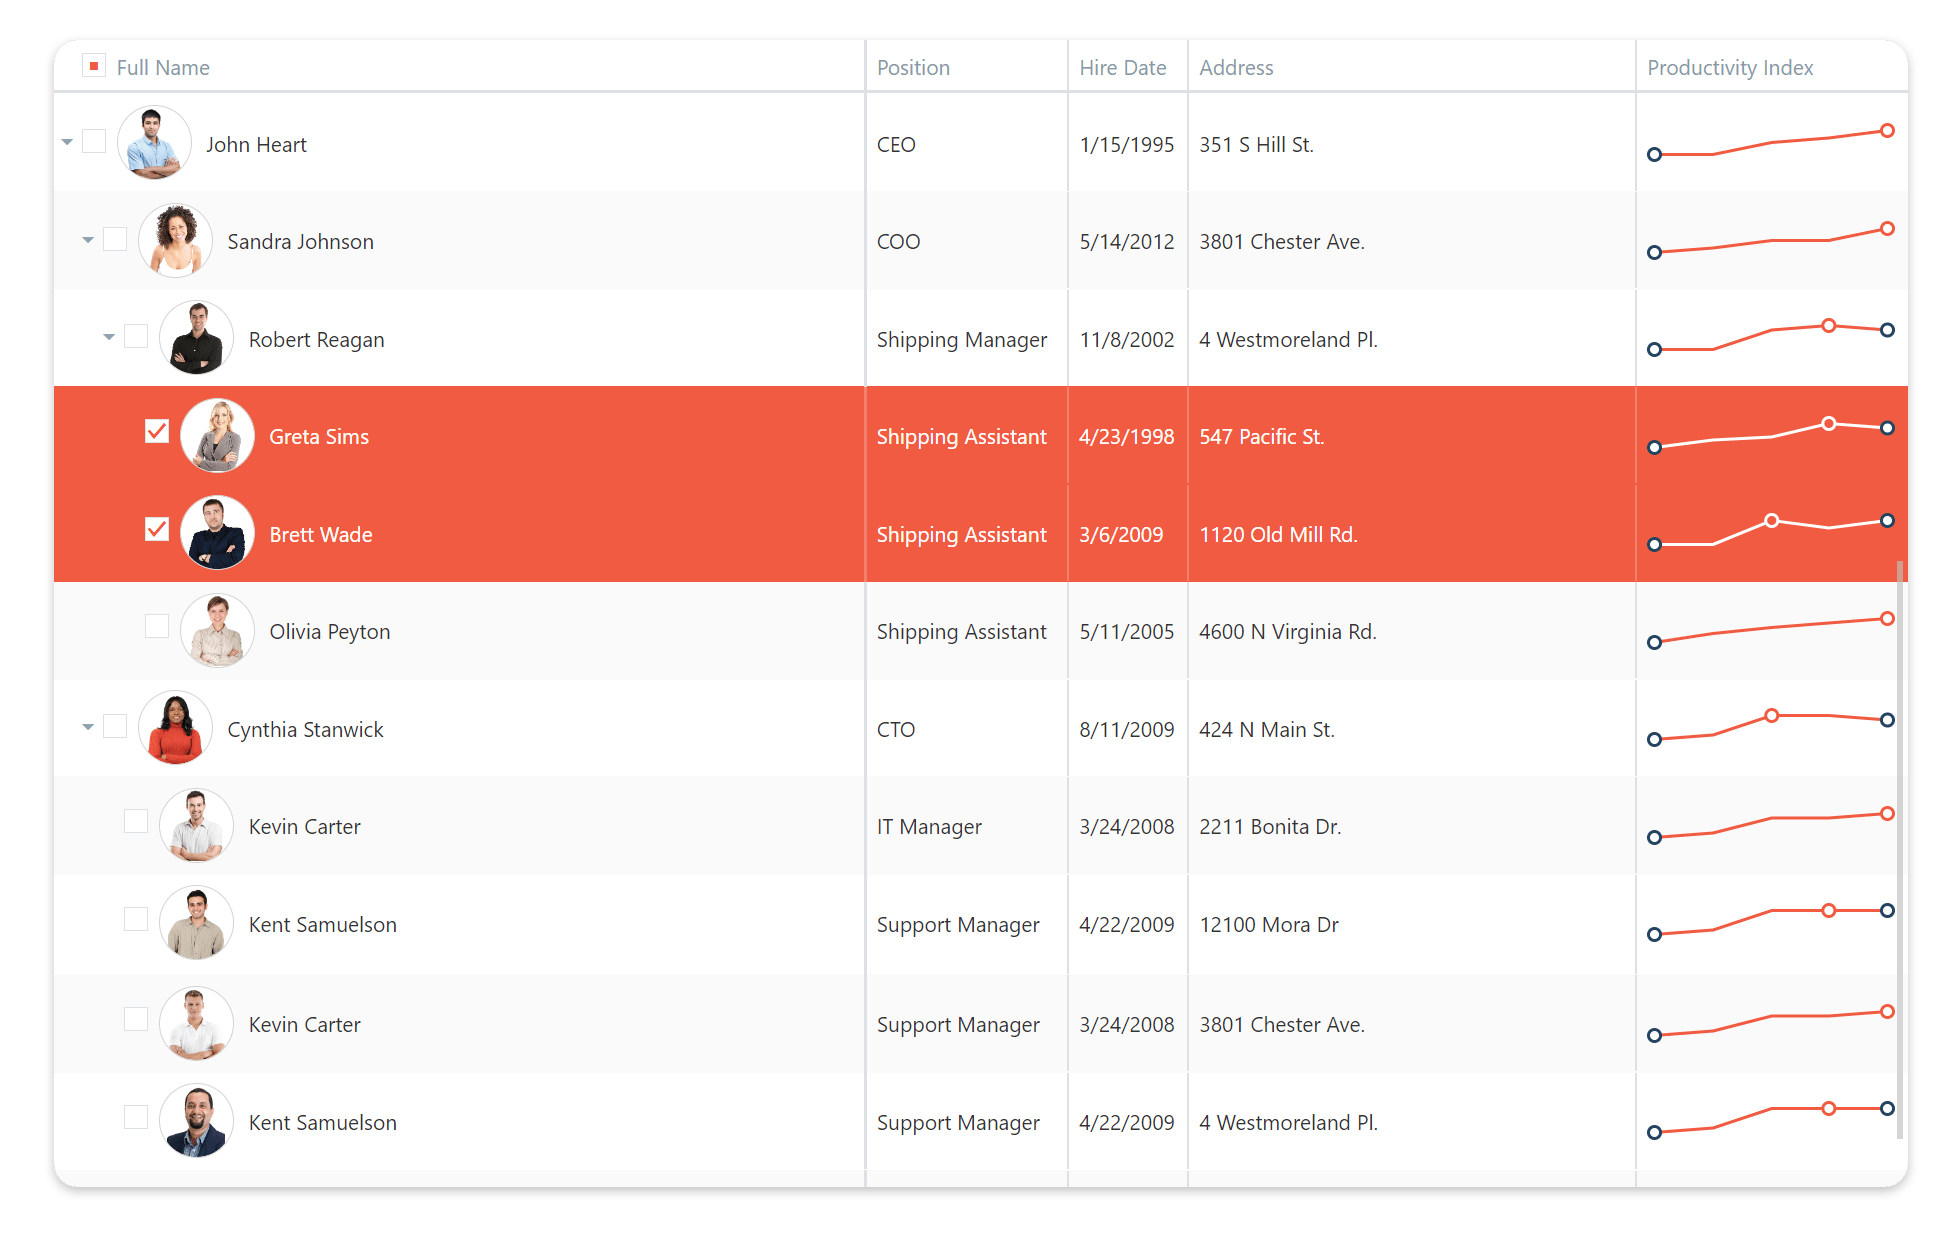 Full Name Position Hire Date Address Productivity Index
John Heart CEO 1/15/1995 351 S Hill St.
Sandra Johnson COO 5/14/2012 3801 Chester Ave.
Robert Reagan Shipping Manager 11/8/2002 4 Westmoreland Pl.
Greta Sims Shipping Assistant 4/23/1998 547 Pacific St.
Brett Wade Shipping Assistant 3/6/2009 1120 Old Mill Rd.
Olivia Peyton Shipping Assistant 5/11/2005 4600 N Virginia Rd.
Cynthia Stanwick CTO 8/11/2009 424 N Main St.
Kevin Carter IT Manager 3/24/2008 2211 Bonita Dr.
Kent Samuelson Support Manager 4/22/2009 12100 Mora Dr
Kevin Carter Support Manager 3/24/2008 3801 Chester Ave.
Kent Samuelson Support Manager 4/22/2009 4 Westmoreland Pl.